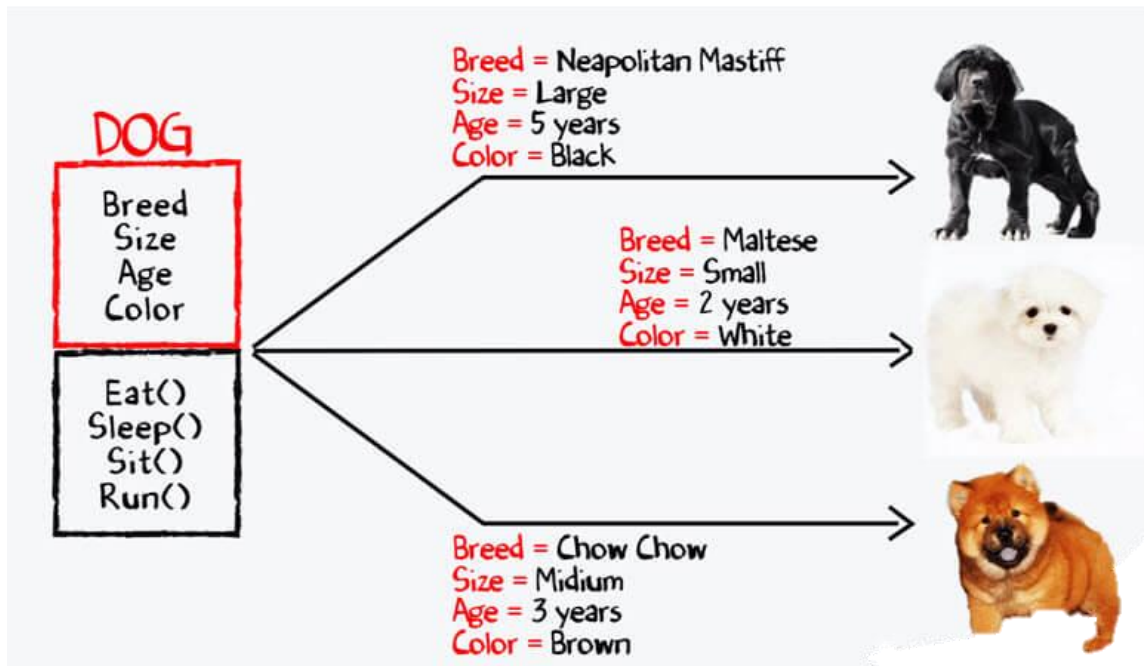 DOG
Breed
Size
Age
Color
Eat()
Sleep()
Sit()
Run()
Breed = Neapolitan Mastiff
Size = Large
Age = 5 years
Color = Black
Breed = Maltese
Size = Small
Age = 2 years
Color = White
Breed = Chow Chow
Size = Midium
Age = 3 years
Color = Brown